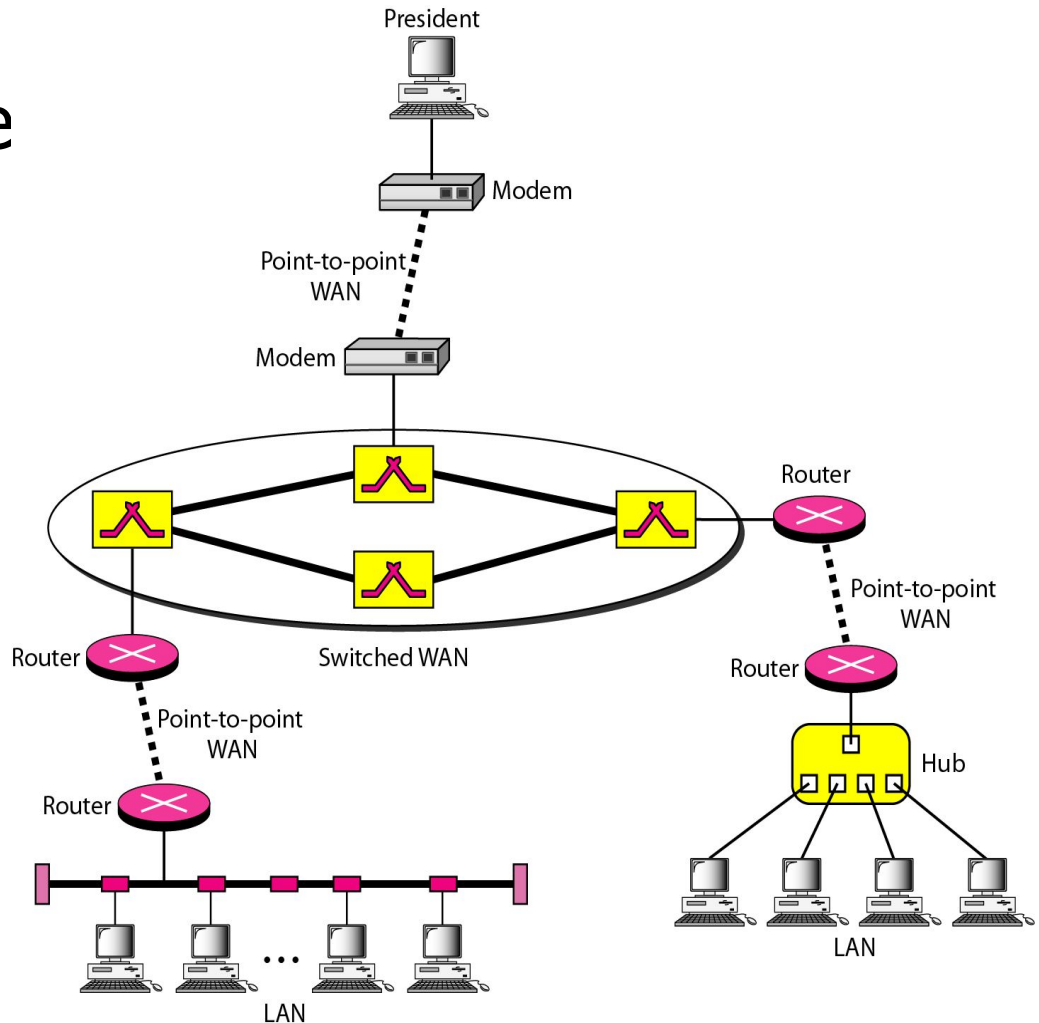 President
e
Modem
Point-to-point
WAN
Modem
Router
Point-to-point
WAN
Router
Switched WAN
Router
Point-to-point
WAN
Hub
Router
LAN
LAN